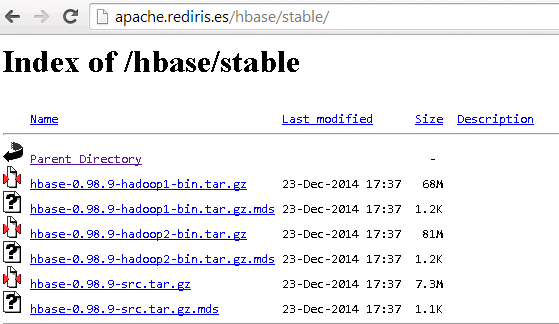 apache.rediris.es/hbase/stable/
Index of /hbase/stable
Name Last modified Size Description
Parent Directory -
hbase-0.98.9-hadoop1-bin.tar.gz 23-Dec-2014 17:37 68M
hbase-0.98.9-hadoop1-bin.tar.gz.mds 23-Dec-2014 17:37 1.2K
hbase-0.98.9-hadoop2-bin.tar.gz 23-Dec-2014 17:37 81M
hbase-0.98.9-hadoop2-bin.tar.gz.mds 23-Dec-2014 17:37 1.2K
hbase-0.98.9-src.tar.gz 23-Dec-2014 17:37 7.3M
hbase-0.98.9-src.tar.gz.mds 23-Dec-2014 17:37 1.1K